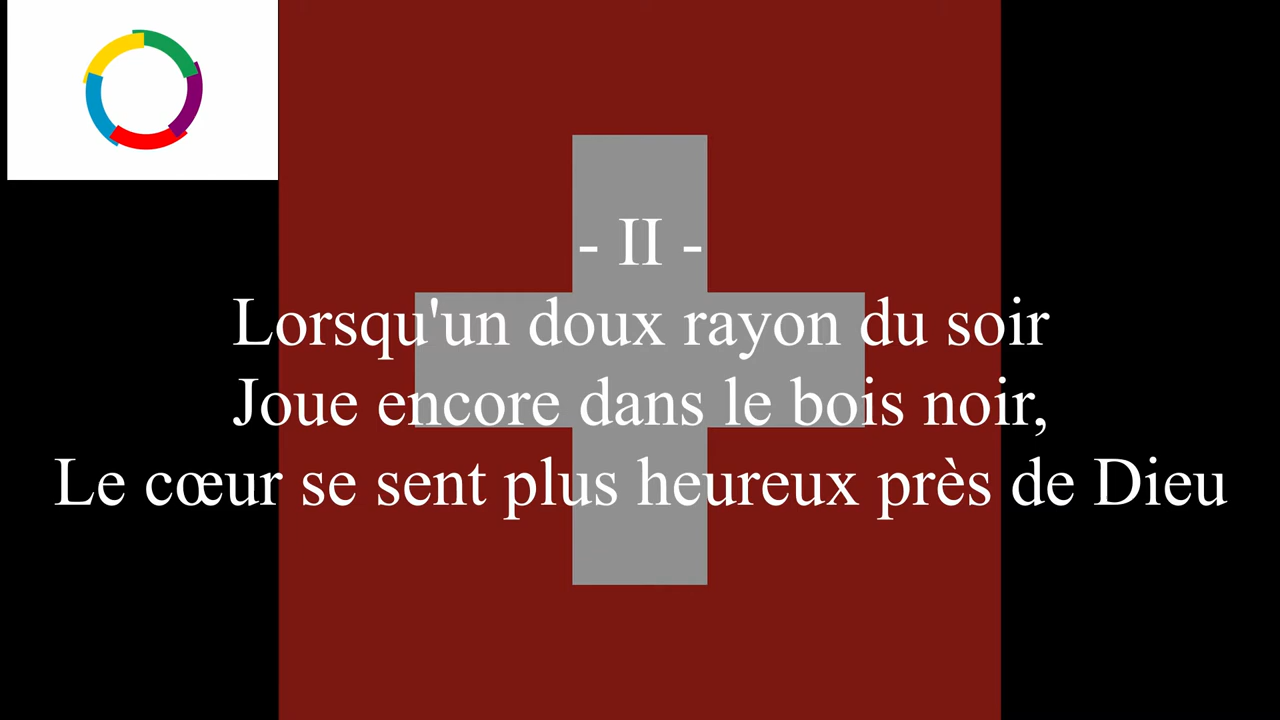 - II -
Lorsqu'un doux rayon du soir
Joue encore dans le bois noir,
Le cœur se sent plus heureux près de Dieu